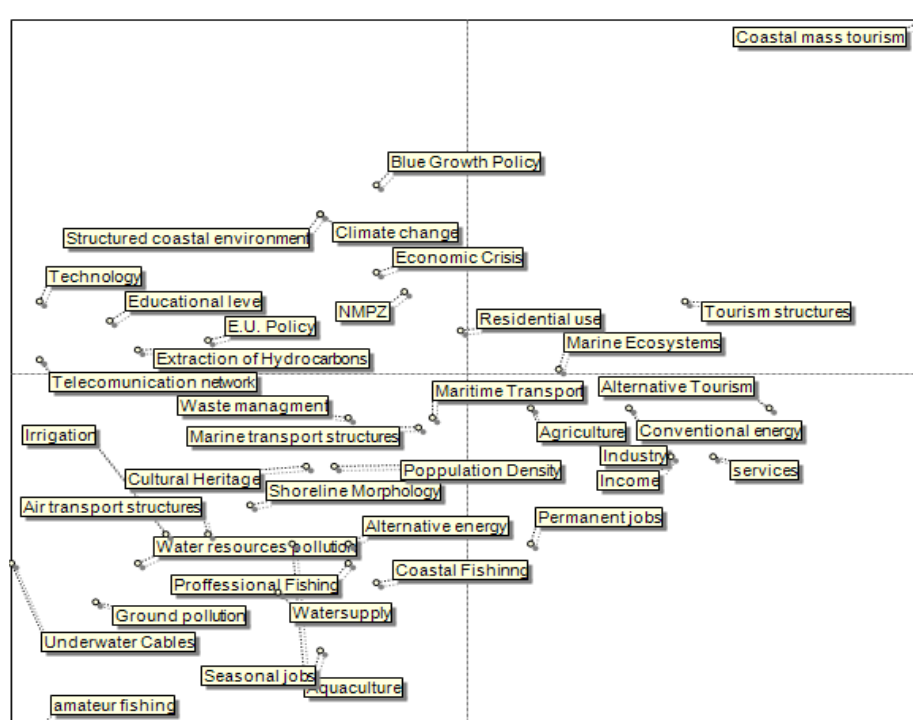 Coastal mass tourism
Blue Growth Policy
Structured coastal environment
Climate change
Economic Crisis
Technology
Educational leve
NMPZ
Tourism structures
E.U. Policy
Residential use
Extraction of Hydrocarbons
Marine Ecosystems
Telecomunication network
Maritime Transport
Alternative Tourism
Waste managment
Marine transport structures
Agriculture
Conventional energy
Irrigation
Industry
Cultural Heritage
Poppulation Density
Income
services
Shoreline Morphology
Air transport structures
Alternative energy
Permanent jobs
Water resources pollution
Proffessional Fishing
Coastal Fishinng
Ground pollution
Watersupply
Underwater Cables
Seasonal jobs
Aquaculture
amateur fishing